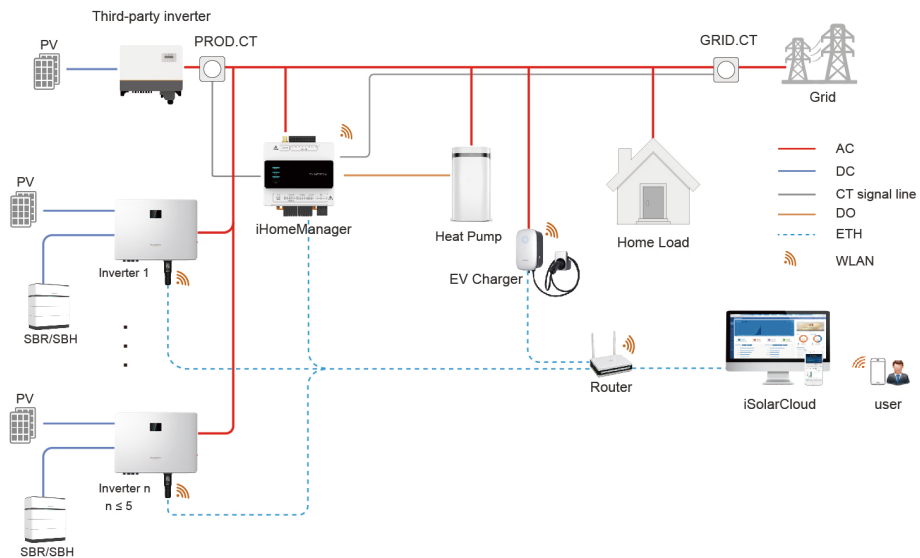 Third-party inverter
PV
PROD.CT
GRID.CT
Grid
AC
DC
CT signal line
DO
ETH
WLAN
PV
iHomeManager
Heat Pump
Home Load
Inverter 1
EV Charger
SBR/SBH
Router
iSolarCloud
user
PV
Inverter n
n ≤ 5
SBR/SBH